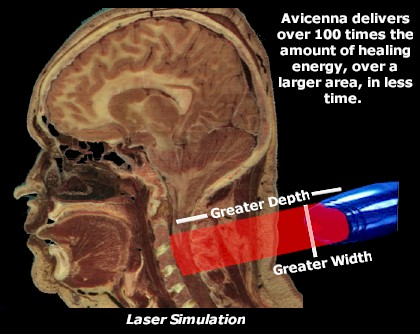 Avicenna delivers
over 100 times the
amount of healing
energy, over a
larger area, in less
time.
Greater Depth
Greater Width
Laser Simulation